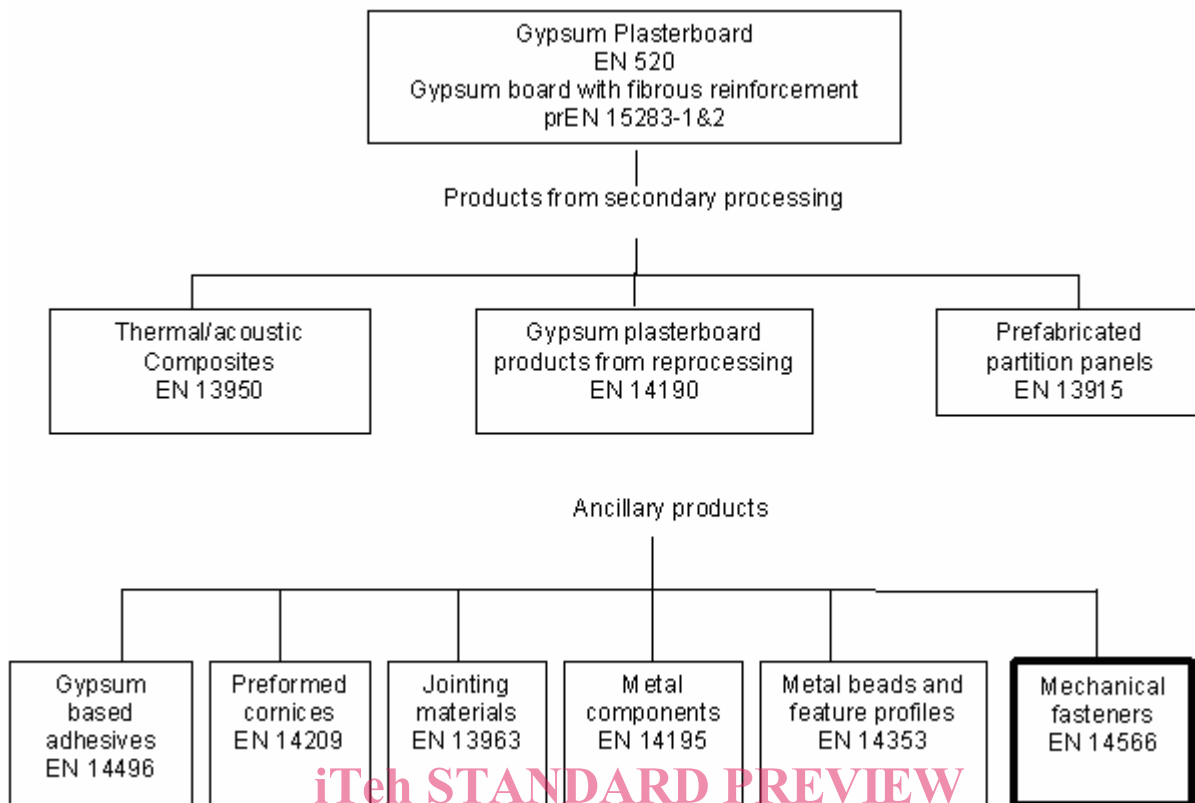 Gypsum Plasterboard
EN 520
Gypsum board with fibrous reinforcement
prEN 15283-1&2
Products from secondary processing
Thermal/acoustic
Composites
EN 13950
Gypsum plasterboard
products from reprocessing
EN 14190
Prefabricated
partition panels
EN 13915
Ancillary products
Gypsum
based
adhesives
EN 14496
Preformed
cornices
EN 14209
Jointing
materials
EN 13963
Metal
components
EN 14195
Metal beads and
feature profiles
EN 14353
Mechanical
fasteners
EN 14566
iTeh STANDARD PREVIEW